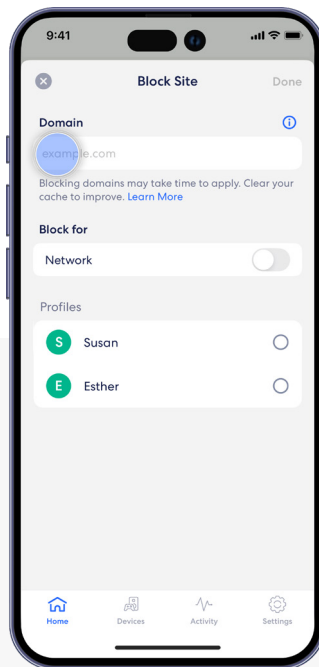 9:41
Block Site
Done
Domain
example.com
Blocking domains may take time to apply. Clear your
cache to improve. Learn More
Block for
Network
Profiles
S Susan
E Esther
Home Devices Activity Settings